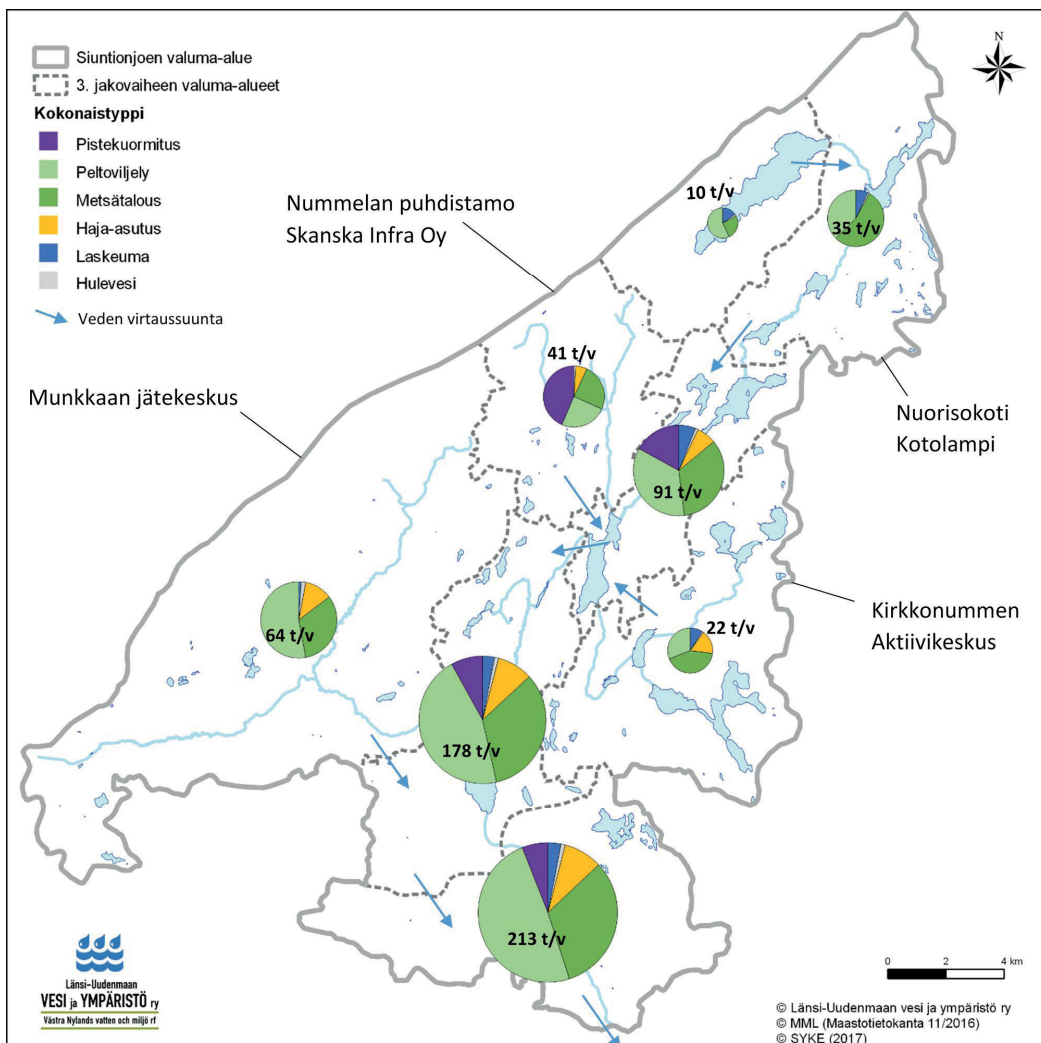 Siuntionjoen valuma-alue
3. jakovaiheen valuma-alueet
Kokonaistyppi
Pistekuormitus
Peltoviljely
Metsätalous
Haja-asutus
Laskeuma
Hulevesi
Veden virtaussuunta
N
Nummelan puhdistamo
Skanska Infra Oy
10 t/v
35 t/v
41 t/v
Munkkaan jätekeskus
Nuorisokoti
Kotolampi
91 t/v
64 t/v
22 t/v
Kirkkonummen
Aktiivikeskus
178 t/v
213 t/v
Länsi-Uudenmaan
VESI ja YMPÄRISTÖ ry
Västra Nylands vatten och miljö rf
0 2 4 km
© Länsi-Uudenmaan vesi ja ympäristö ry
© MML (Maastotietokanta 11/2016)
© SYKE (2017)